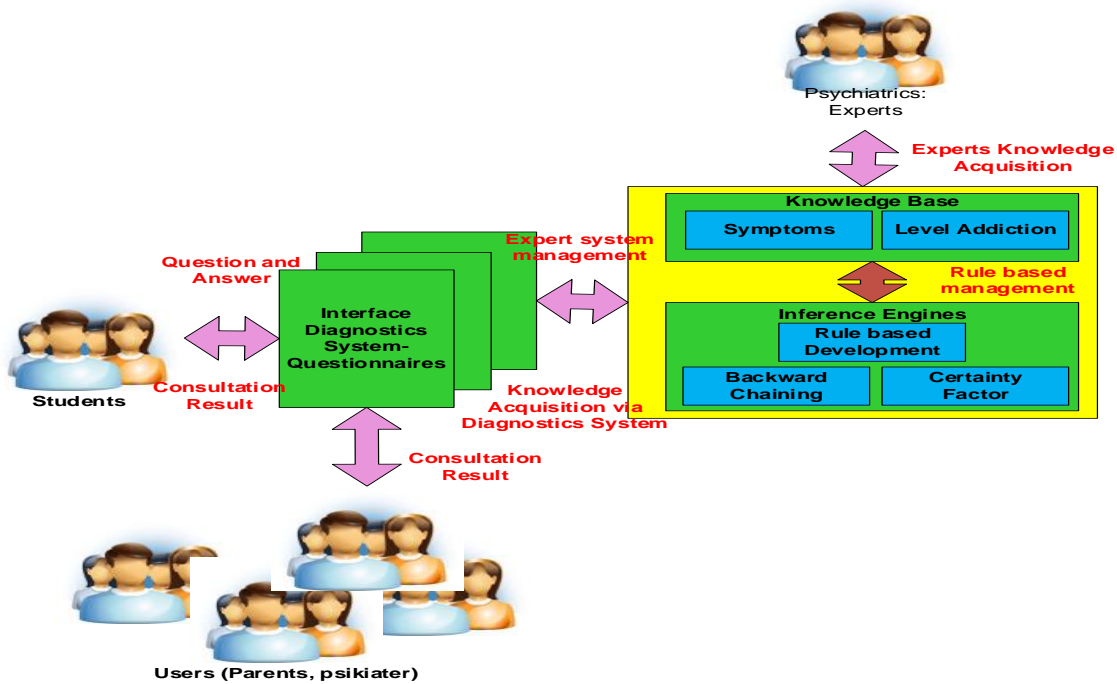 Psychiatrics:
Experts
Experts Knowledge
Acquisition
Knowledge Base
Symptoms
Level Addiction
Rule based
management
Inference Engines
Rule based
Development
Backward
Chaining
Certainty
Factor
Expert system
management
Knowledge
Acquisition via
Diagnostics System
Question and
Answer
Interface
Diagnostics
System-
Questionnaires
Consultation
Result
Students
Consultation
Result
Users (Parents, psikiater)